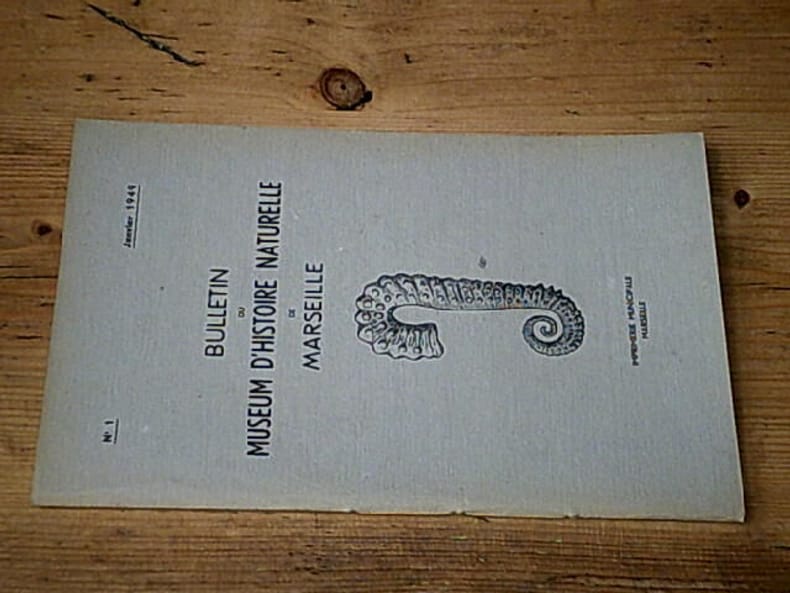 N° 1
Janvier 1941
BULLETIN
DU
MUSEUM D'HISTOIRE NATURELLE
DE
MARSEILLE
IMPRIMERIE MUNICIPALE
MARSEILLE